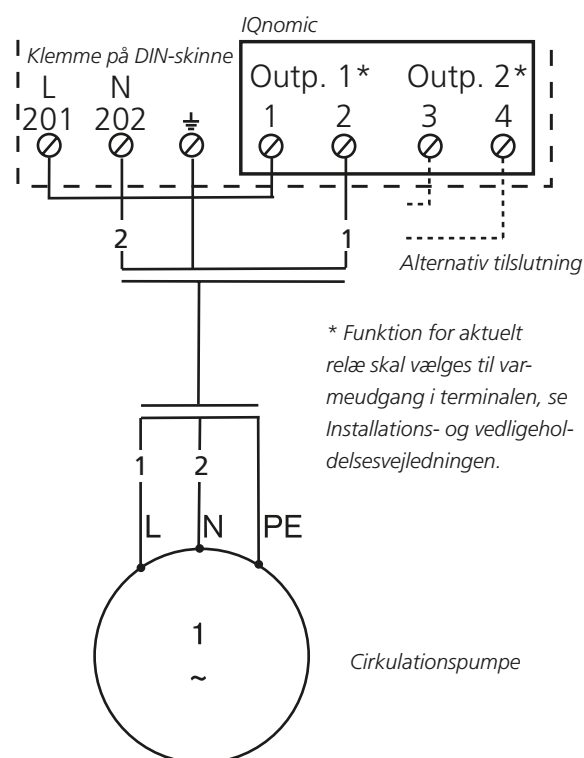 IQnomic
Klemme på DIN-skinne
Outp. 1* Outp. 2*
L N
201 202 1 2 3 4
2 1
Alternativ tilslutning
* Funktion for aktuelt
relæ skal vælges til var-
meudgang i terminalen, se
Installations- og vedligehol-
delsesvejledningen.
1 2
L N PE
1
~
Cirkulationspumpe